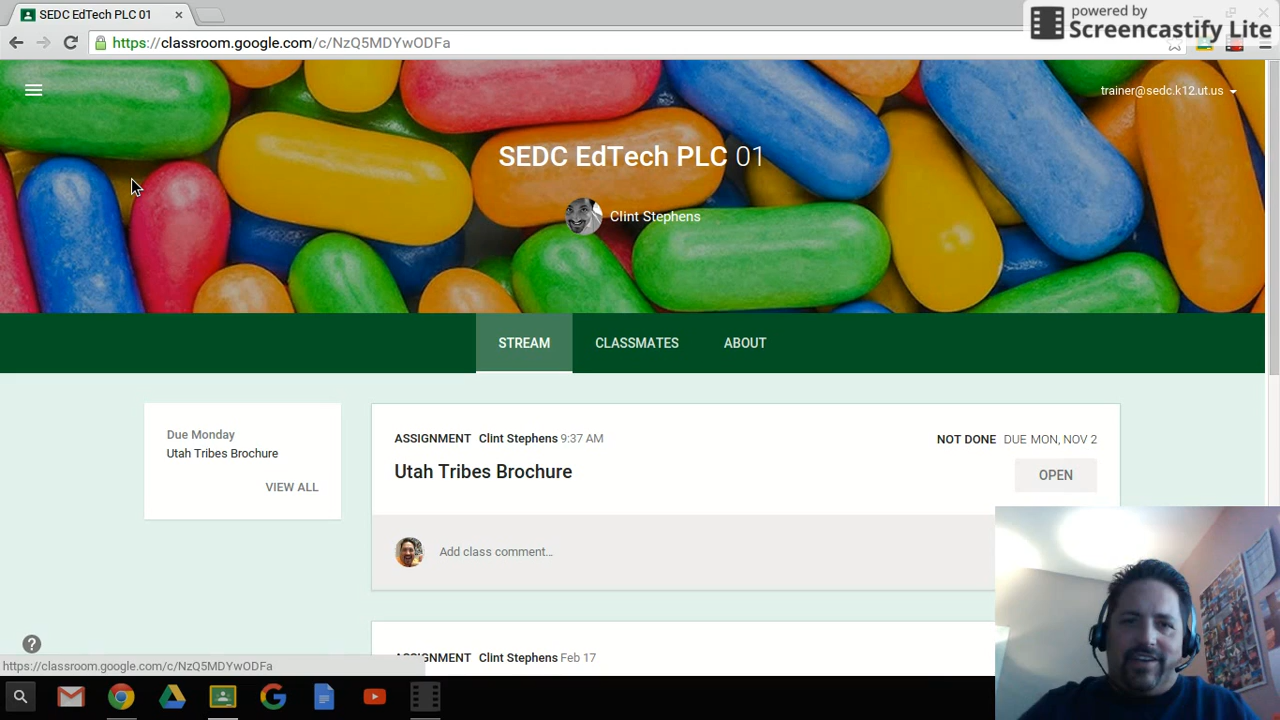 SEDC EdTech PLC 01
powered by
Screencastify Lite
https://classroom.google.com/c/NzQ5MDYwODFa
trainer@sedc.k12.ut.us
SEDC EdTech PLC 01
Clint Stephens
STREAM CLASSMATES ABOUT
Due Monday
Utah Tribes Brochure
VIEW ALL
ASSIGNMENT Clint Stephens 9:37 AM
NOT DONE DUE MON, NOV 2
Utah Tribes Brochure
OPEN
Add class comment...
ASSIGNMENT Clint Stephens Feb 17
?
https://classroom.google.com/c/NzQ5MDYwODFa